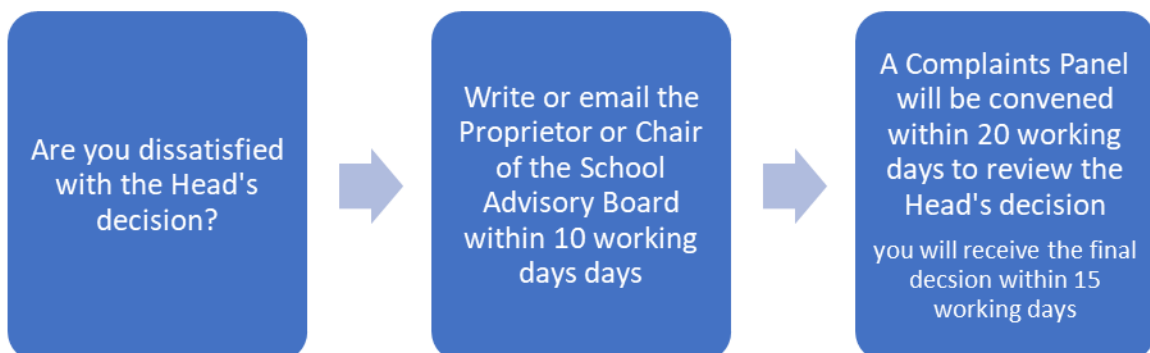 Are you dissatisfied
with the Head's
decision?
Write or email the
Proprietor or Chair
of the School
Advisory Board
within 10 working
days days
A Complaints Panel
will be convened
within 20 working
days to review the
Head's decision
you will receive the final
decsion within 15
working days